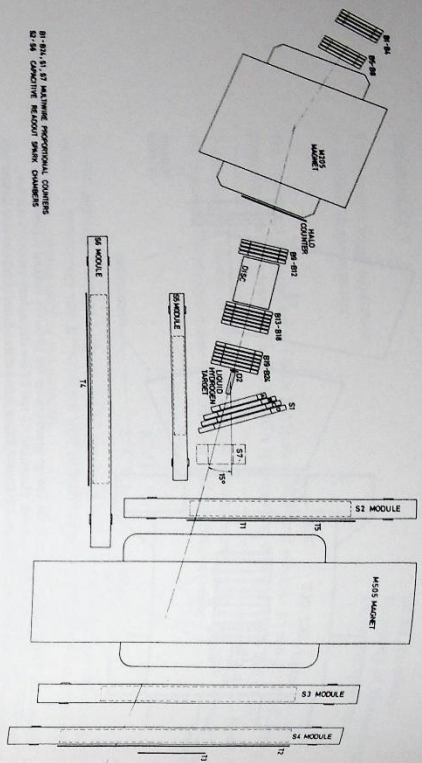 B1-B4
B5-B8
M205
MAGNET
HALO
COUNTER
B9-B12
DISC
B13-B18
B19-B24
LIQUID
HYDROGEN
TARGET
S1
S7
15°
S6 MODULE
T4
S5 MODULE
S2 MODULE
T1
T5
M505 MAGNET
S3 MODULE
S4 MODULE
T3
T2
B1-B24, S1, S7 MULTIWIRE PROPORTIONAL COUNTERS
S2-S6 CAPACITIVE READOUT SPARK CHAMBERS